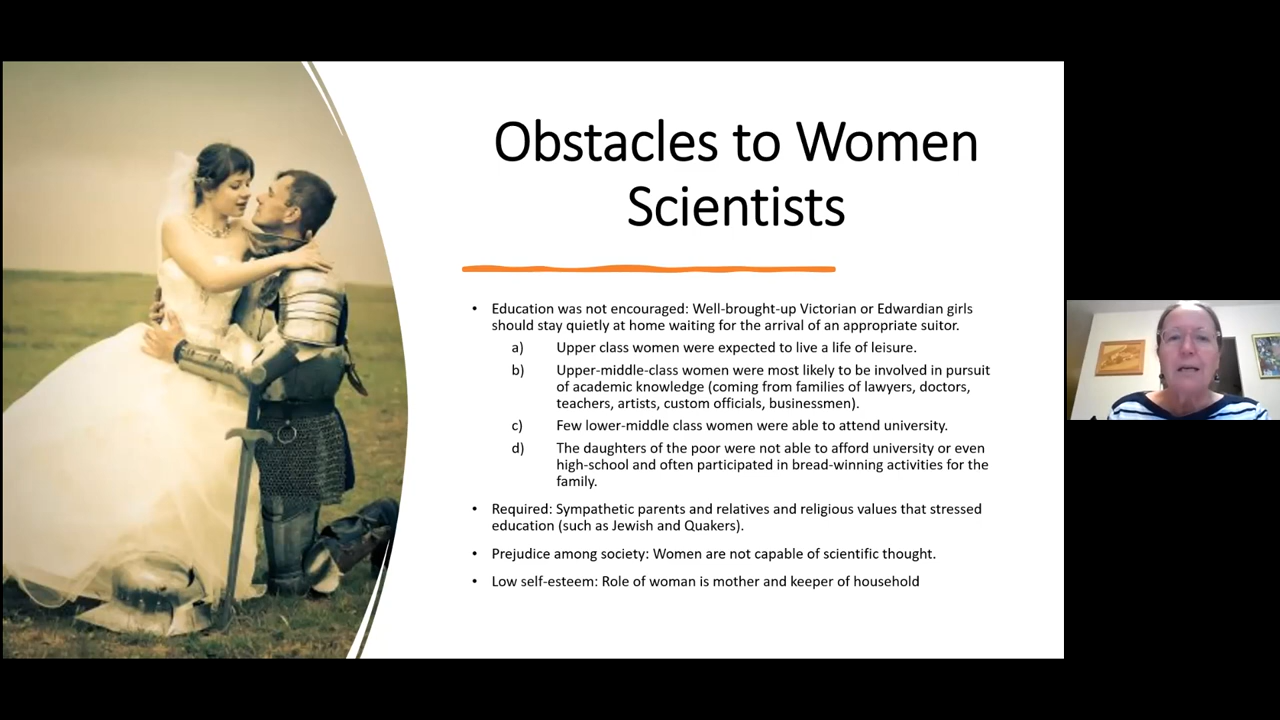 Obstacles to Women
Scientists
• Education was not encouraged: Well-brought-up Victorian or Edwardian girls
should stay quietly at home waiting for the arrival of an appropriate suitor.
a) Upper class women were expected to live a life of leisure.
b) Upper-middle-class women were most likely to be involved in pursuit
of academic knowledge (coming from families of lawyers, doctors,
teachers, artists, custom officials, businessmen).
c) Few lower-middle class women were able to attend university.
d) The daughters of the poor were not able to afford university or even
high-school and often participated in bread-winning activities for the
family.
• Required: Sympathetic parents and relatives and religious values that stressed
education (such as Jewish and Quakers).
• Prejudice among society: Women are not capable of scientific thought.
• Low self-esteem: Role of woman is mother and keeper of household